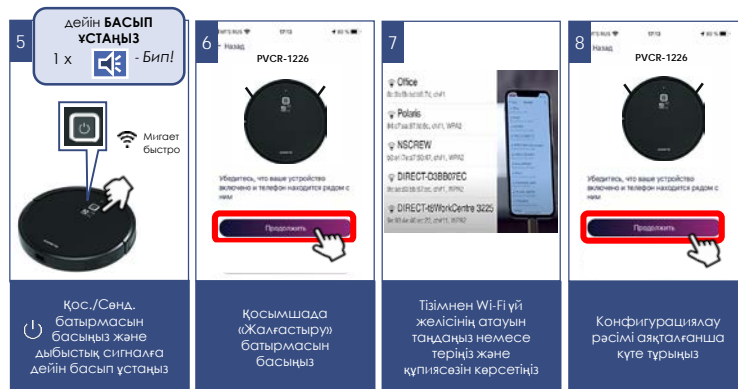 5
дейін БАСЫП
ҰСТАҢЫЗ
1 x - Бип!
Мигает
быстро
Қос./Сөнд.
батырмасын
басыңыз және
дыбыстық сигналға
дейін басып ұстаңыз
6
Назад
PVCR-1226
Убедитесь, что ваше устройство
включено и телефон находится рядом с
ним
Продолжить
Қосымшада
«Жалғастыру»
батырмасын
басыңыз
7
Office
Polaris
NSCREW
DIRECT-D3BB07EC
DIRECT-t8WorkCentre 3225
Тізімнен Wi-Fi үй
желісінің атауын
таңдаңыз немесе
теріңіз және
құпиясөзін көрсетіңіз
8
Назад
PVCR-1226
Убедитесь, что ваше устройство
включено и телефон находится рядом с
ним
Продолжить
Конфигурациялау
рәсімі аяқталғанша
күте тұрыңыз